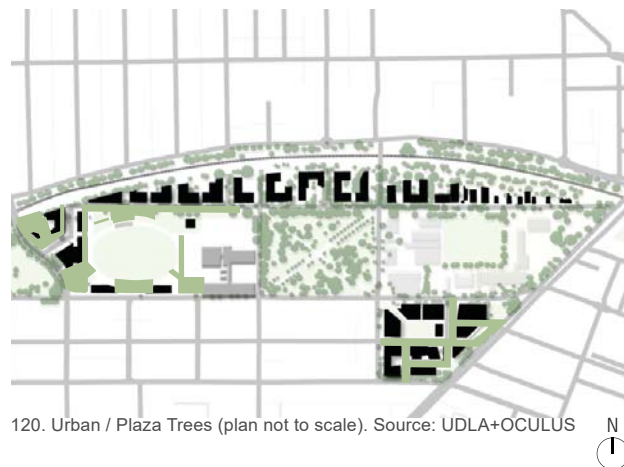 120. Urban / Plaza Trees (plan not to scale). Source: UDLA+OCULUS
N